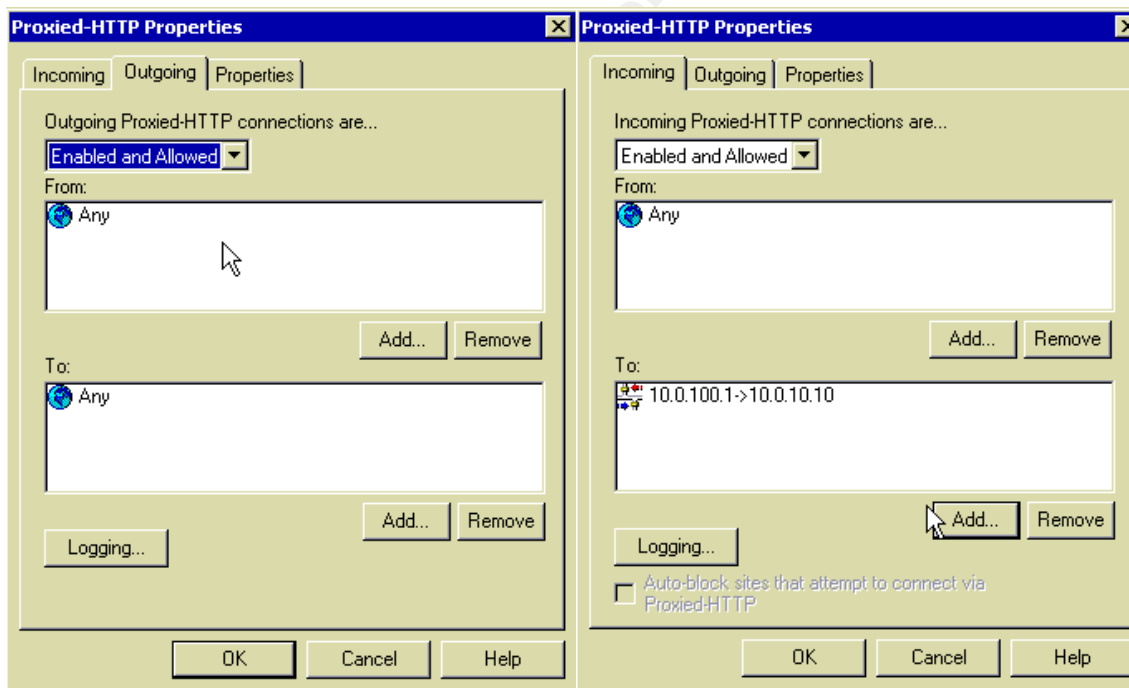 Proxied-HTTP Properties
Incoming Outgoing Properties
Outgoing Proxied-HTTP connections are...
Enabled and Allowed
From:
Any
Add... Remove
To:
Any
Add... Remove
Logging...
OK Cancel Help
Proxied-HTTP Properties
Incoming Outgoing Properties
Incoming Proxied-HTTP connections are...
Enabled and Allowed
From:
Any
Add... Remove
To:
10.0.100.1->10.0.10.10
Add... Remove
Logging...
Auto-block sites that attempt to connect via
Proxied-HTTP
OK Cancel Help